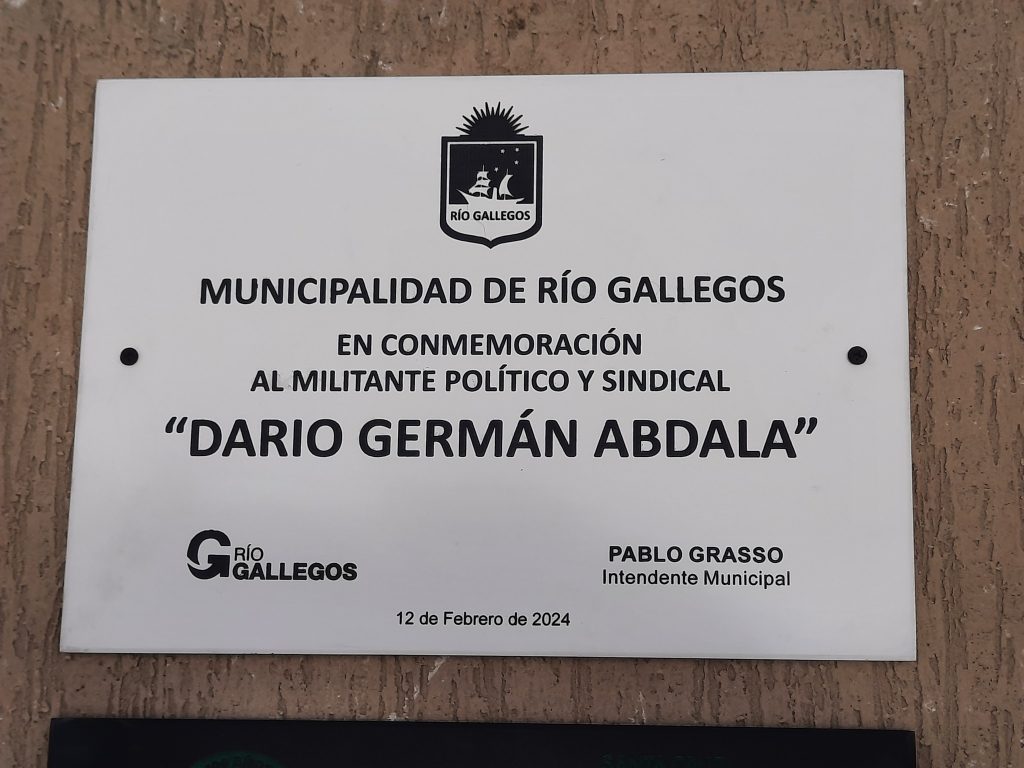 RÍO GALLEGOS
MUNICIPALIDAD DE RÍO GALLEGOS
EN CONMEMORACIÓN
AL MILITANTE POLÍTICO Y SINDICAL
“DARIO GERMÁN ABDALA”
RÍO
GALLEGOS
PABLO GRASSO
Intendente Municipal
12 de Febrero de 2024